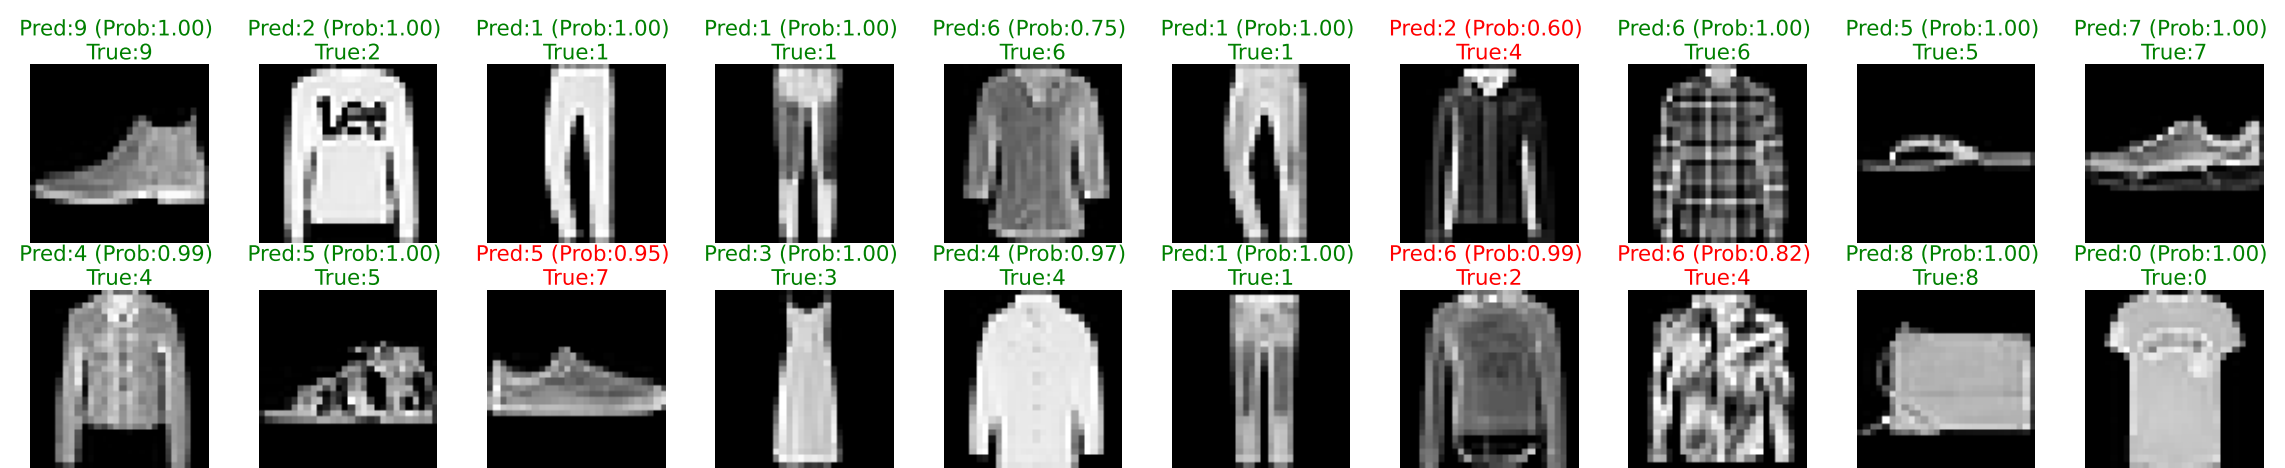 Pred:9 (Prob:1.00) Pred:2 (Prob:1.00) Pred:1 (Prob:1.00) Pred:1 (Prob:1.00) Pred:6 (Prob:0.75) Pred:1 (Prob:1.00) Pred:2 (Prob:0.60) Pred:6 (Prob:1.00) Pred:5 (Prob:1.00) Pred:7 (Prob:1.00)
True:9 True:2 True:1 True:1 True:6 True:1 True:4 True:6 True:5 True:7
Lee
Pred:4 (Prob:0.99) Pred:5 (Prob:1.00) Pred:5 (Prob:0.95) Pred:3 (Prob:1.00) Pred:4 (Prob:0.97) Pred:1 (Prob:1.00) Pred:6 (Prob:0.99) Pred:6 (Prob:0.82) Pred:8 (Prob:1.00) Pred:0 (Prob:1.00)
True:4 True:5 True:7 True:3 True:4 True:1 True:2 True:4 True:8 True:0